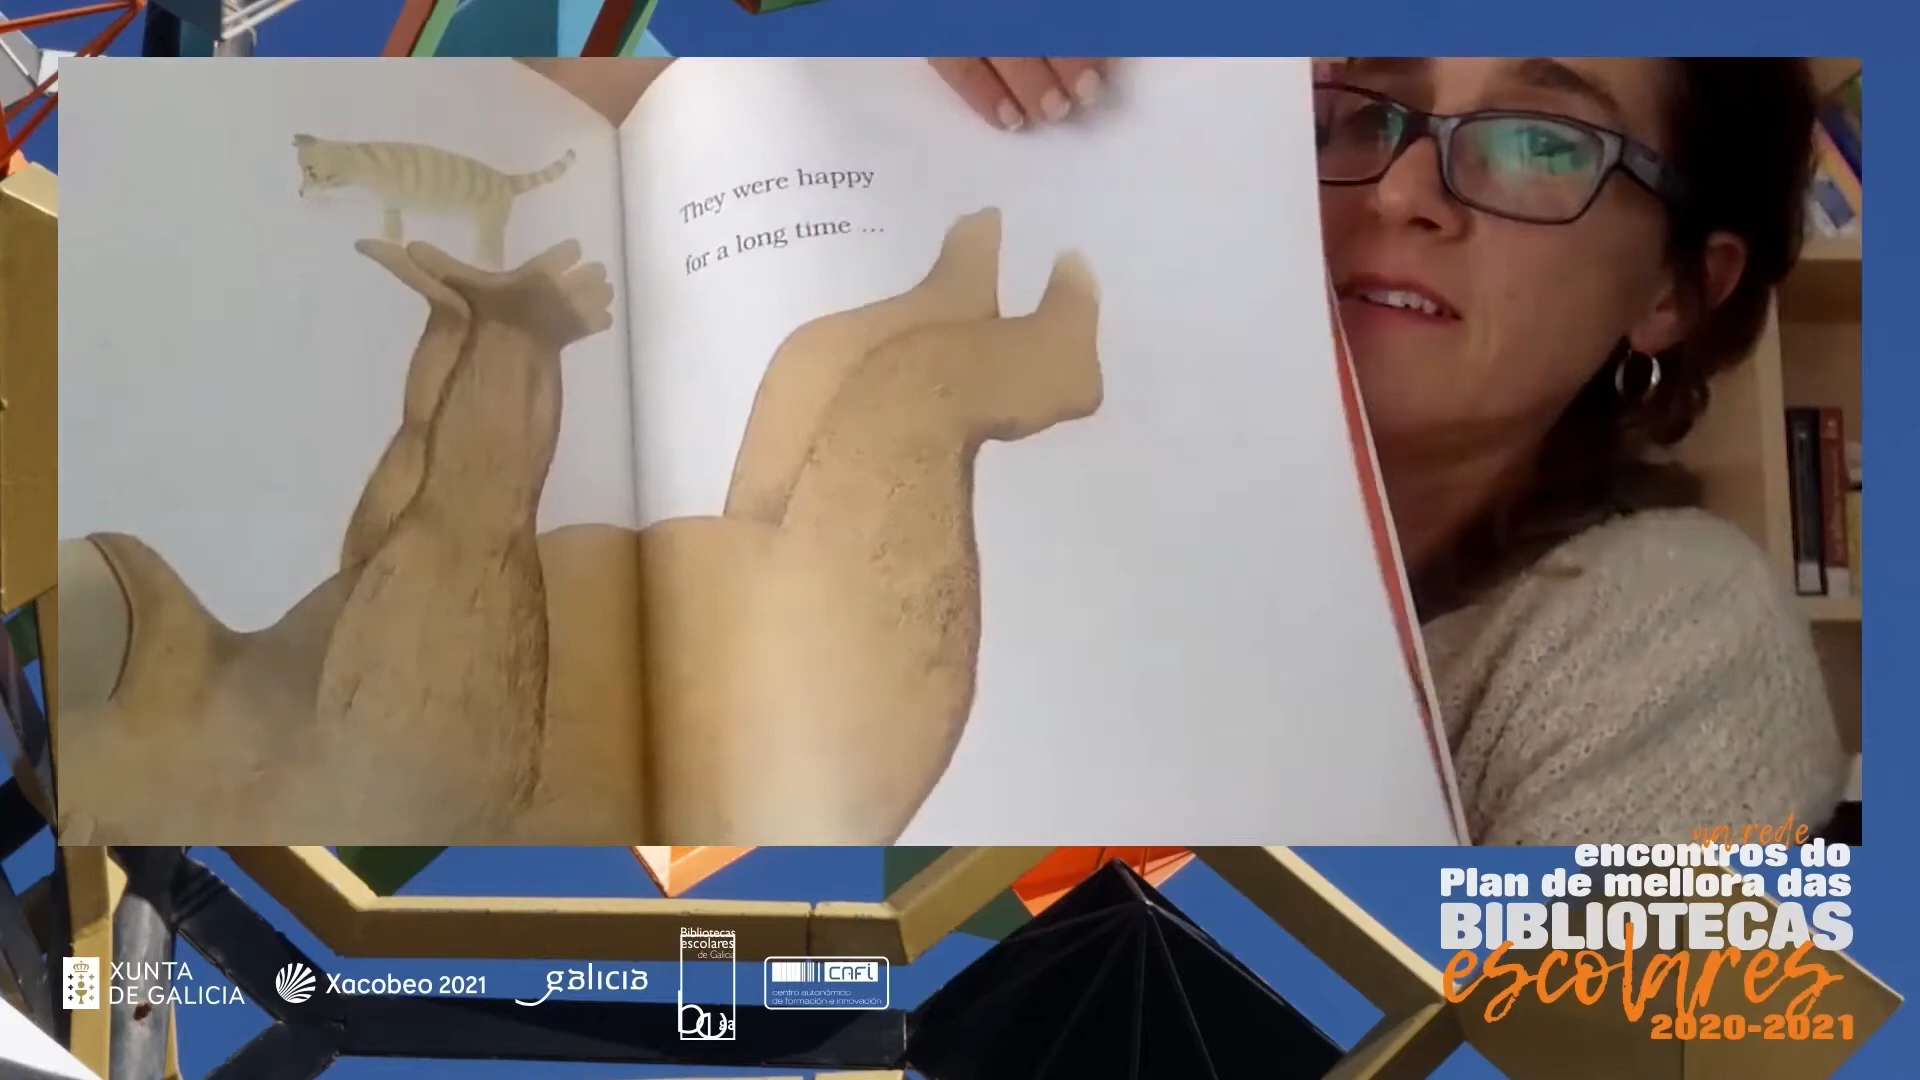 They were happy
for a long time ...
na rede
encontros do
Plan de mellora das
BIBLIOTECAS
escolares
2020-2021
XUNTA
DE GALICIA
Xacobeo 2021
galicia
Bibliotecas
escolares
de Galicia
CAFi
centro autonómico
de formación e innovación